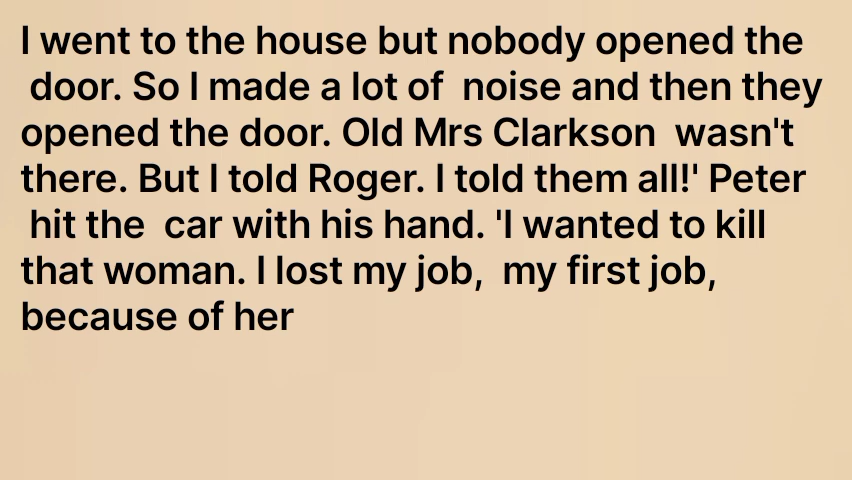 I went to the house but nobody opened the
door. So I made a lot of  noise and then they
opened the door. Old Mrs Clarkson  wasn't
there. But I told Roger. I told them all!' Peter
hit the  car with his hand. 'I wanted to kill
that woman. I lost my job,  my first job,
because of her